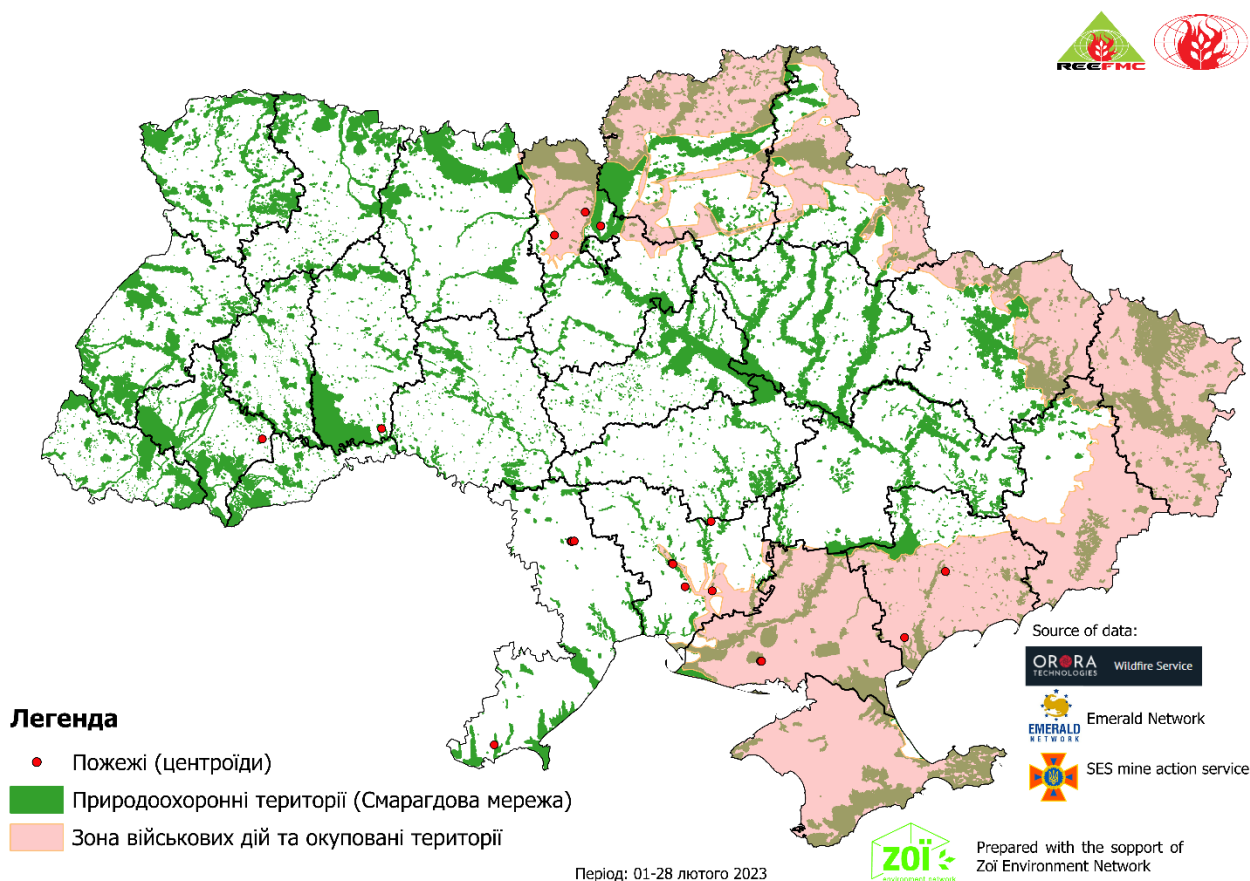 REEFMC
Source of data:
ORORA
TECHNOLOGIES
Wildfire Service
EMERALD
NETWORK
Emerald Network
SES mine action service
Легенда
Пожежі (центроїди)
Природоохоронні території (Смарагдова мережа)
Зона військових дій та окуповані території
Період: 01-28 лютого 2023
zoï
environment network
Prepared with the sopport of
Zoï Environment Network